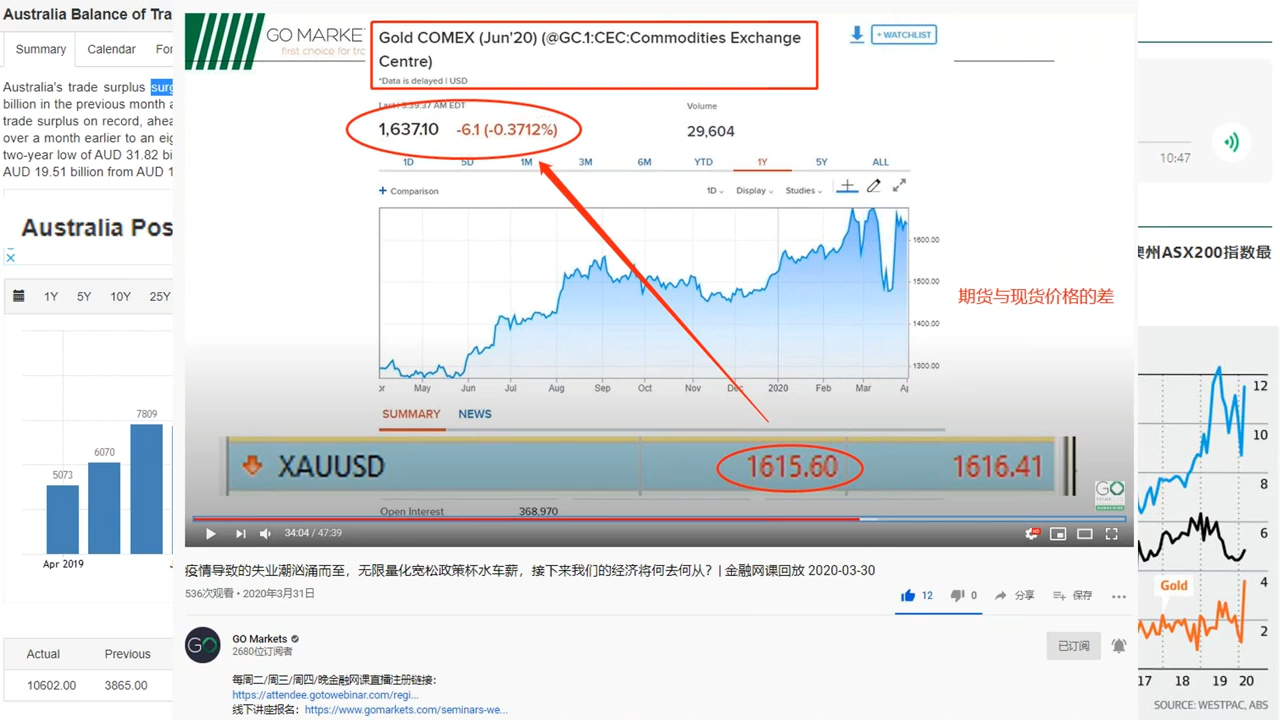 Australia Balance of Tra
Summary
Calendar
For
Australia's trade surplus surg
billion in the previous month a
trade surplus on record, ahea
over a month earlier to an eig
two-year low of AUD 31.82 bi
AUD 19.51 billion from AUD 1
Australia Pos
1Y 5Y 10Y 25Y
5073
6070
7809
Apr 2019
Actual Previous
10602.00 3865.00
GO MARKE
first choice for tra
Gold COMEX (Jun'20) (@GC.1:CEC:Commodities Exchange
Centre)
*Data is delayed | USD
+ WATCHLIST
Last | 5:39:37 AM EDT
1,637.10 -6.1 (-0.3712%)
Volume
29,604
1D 5D 1M 3M 6M YTD 1Y 5Y ALL
+ Comparison
1D Display Studies
1600.00
1500.00
1400.00
1300.00
pr May Jun Jul Aug Sep Oct Nov Dec 2020 Feb Mar Ap
期货与现货价格的差
SUMMARY NEWS
XAUUSD 1615.60 1616.41
Open Interest 368,970
GO
34:04 / 47:39
HD
疫情导致的失业潮汹涌而至，无限量化宽松政策杯水车薪，接下来我们的经济将何去何从？| 金融网课回放 2020-03-30
536次观看 • 2020年3月31日
12 0 分享 保存
GO
GO Markets
2680位订阅者
已订阅
每周二/周三/周四/晚金融网课直播注册链接:
https://attendee.gotowebinar.com/regi...
线下讲座报名: https://www.gomarkets.com/seminars-we...
10:47
澳州ASX200指数最
12
10
8
6
4
2
Gold
17 18 19 20
SOURCE: WESTPAC, ABS